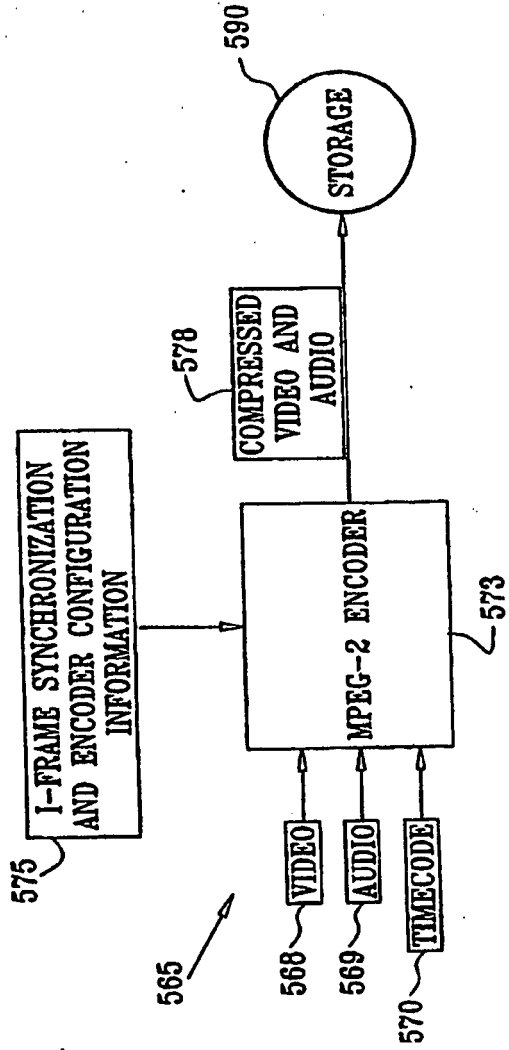 575
I-FRAME SYNCHRONIZATION
AND ENCODER CONFIGURATION
INFORMATION
565
568
VIDEO
569
AUDIO
570
TIMECODE
MPEG-2 ENCODER
573
578
COMPRESSED
VIDEO AND
AUDIO
STORAGE
590